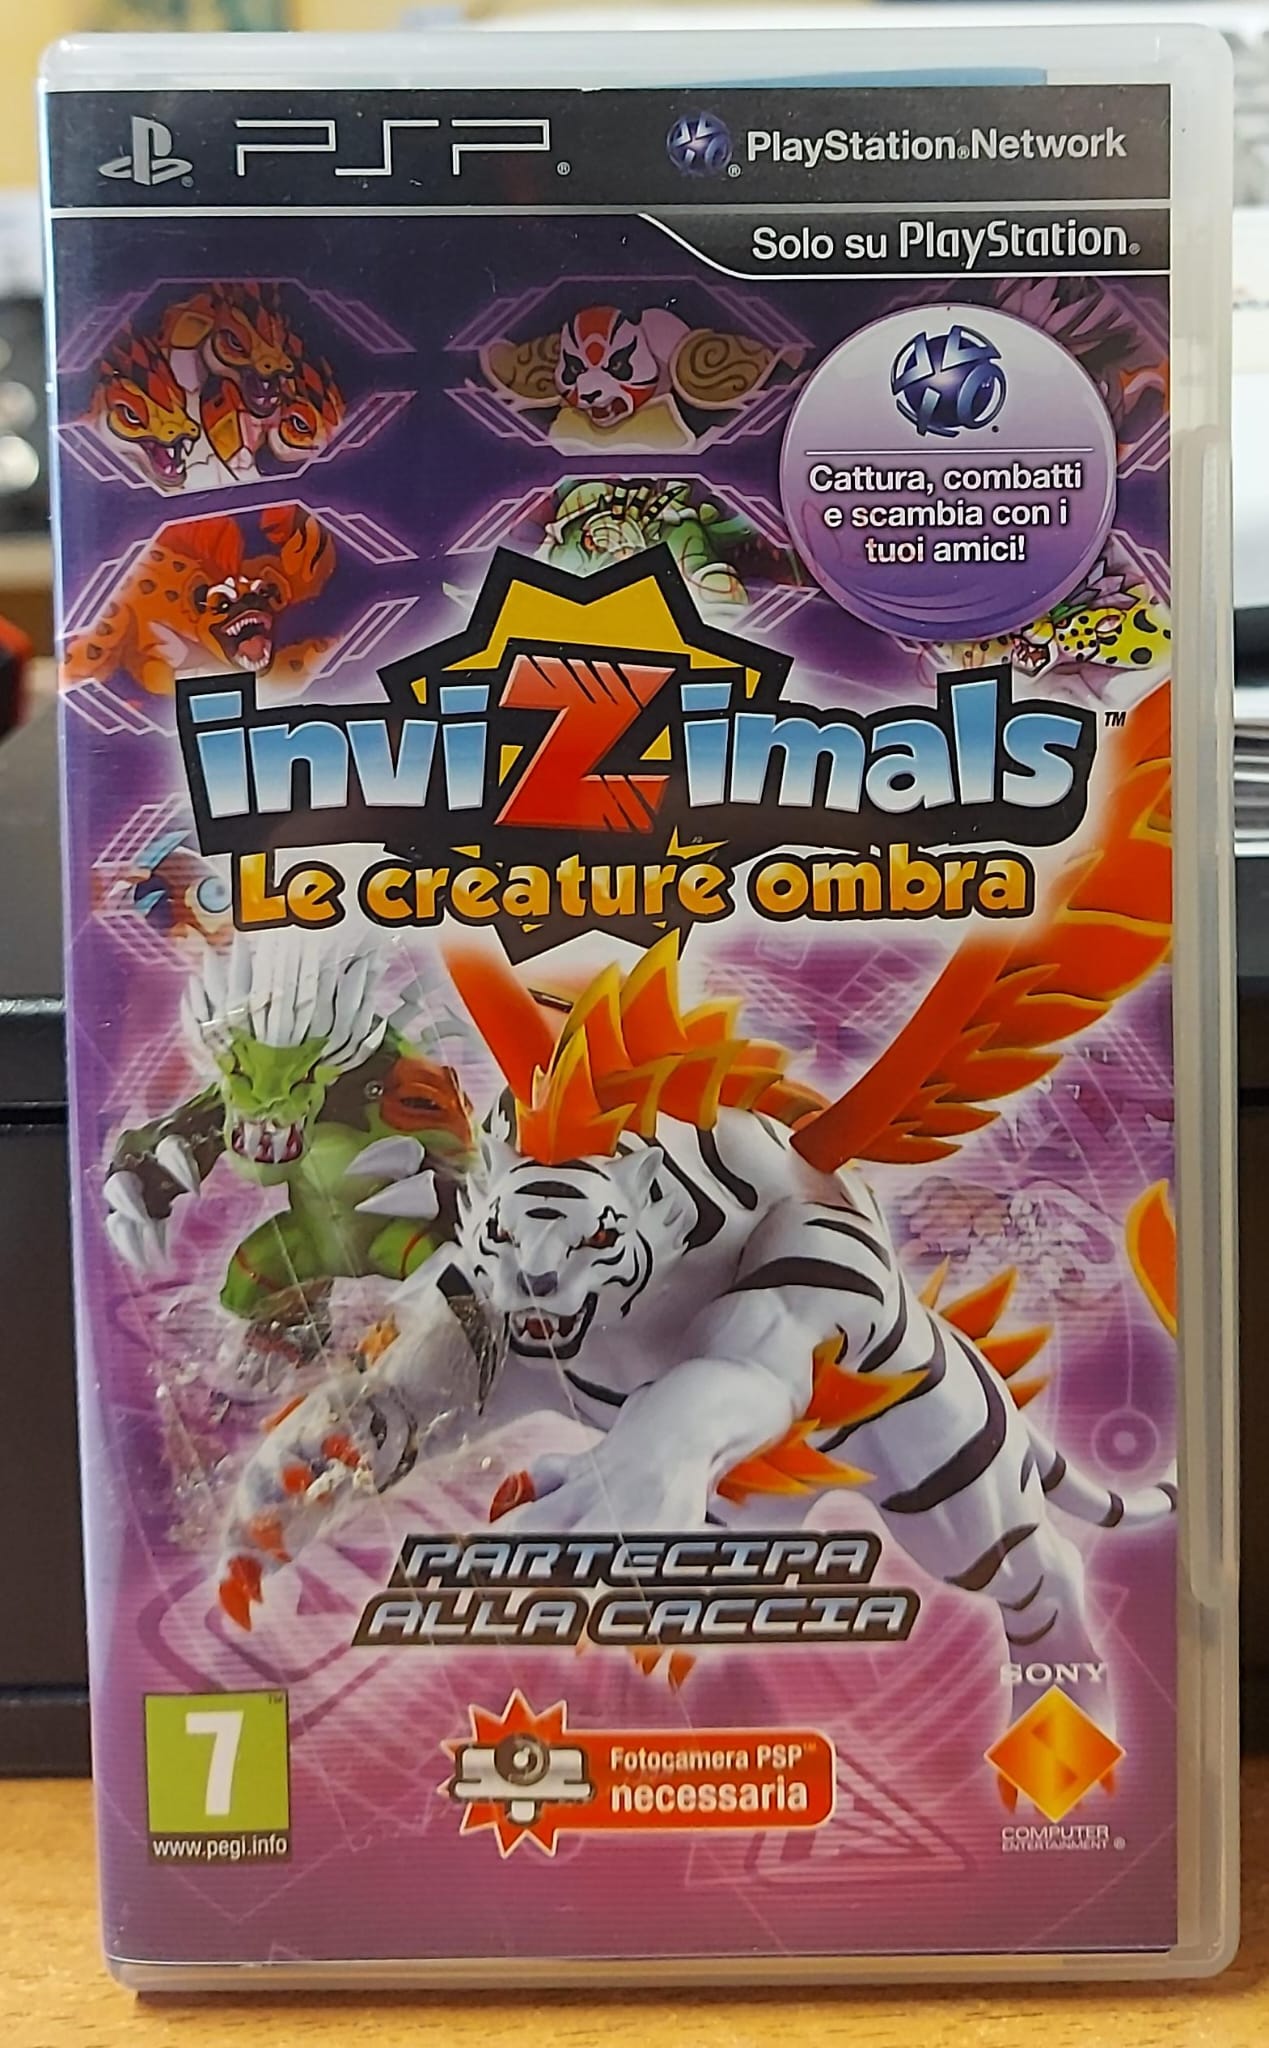 PSP
PlayStation®Network
Solo su PlayStation®
Cattura, combatti
e scambia con i
tuoi amici!
inviZimals™
Le creature ombra
PARTECIPA
ALLA CACCIA
7
www.pegi.info
Fotocamera PSP™
necessaria
SONY
COMPUTER
ENTERTAINMENT®